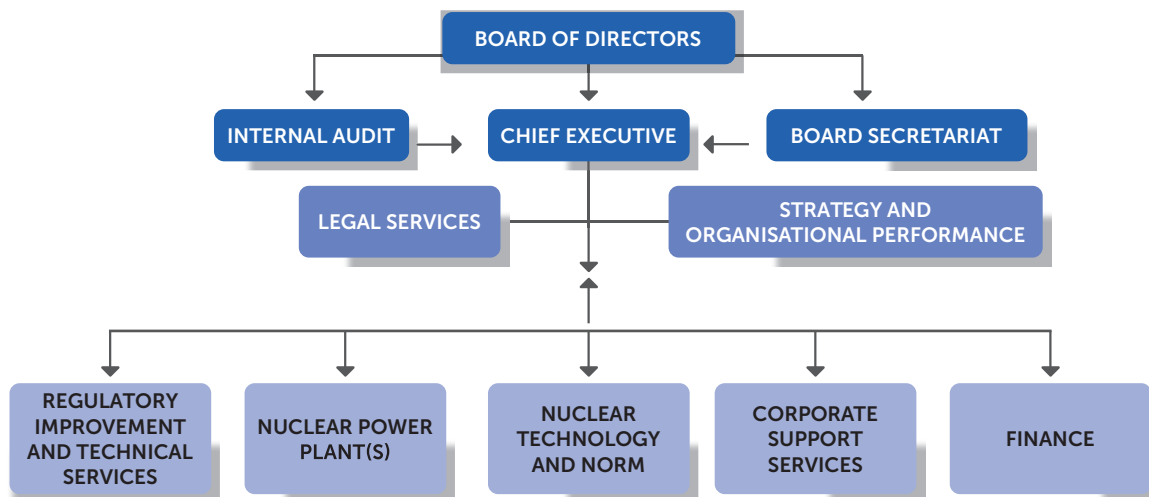 BOARD OF DIRECTORS
INTERNAL AUDIT
CHIEF EXECUTIVE
BOARD SECRETARIAT
LEGAL SERVICES
STRATEGY AND
ORGANISATIONAL PERFORMANCE
REGULATORY
IMPROVEMENT
AND TECHNICAL
SERVICES
NUCLEAR POWER
PLANT(S)
NUCLEAR
TECHNOLOGY
AND NORM
CORPORATE
SUPPORT
SERVICES
FINANCE